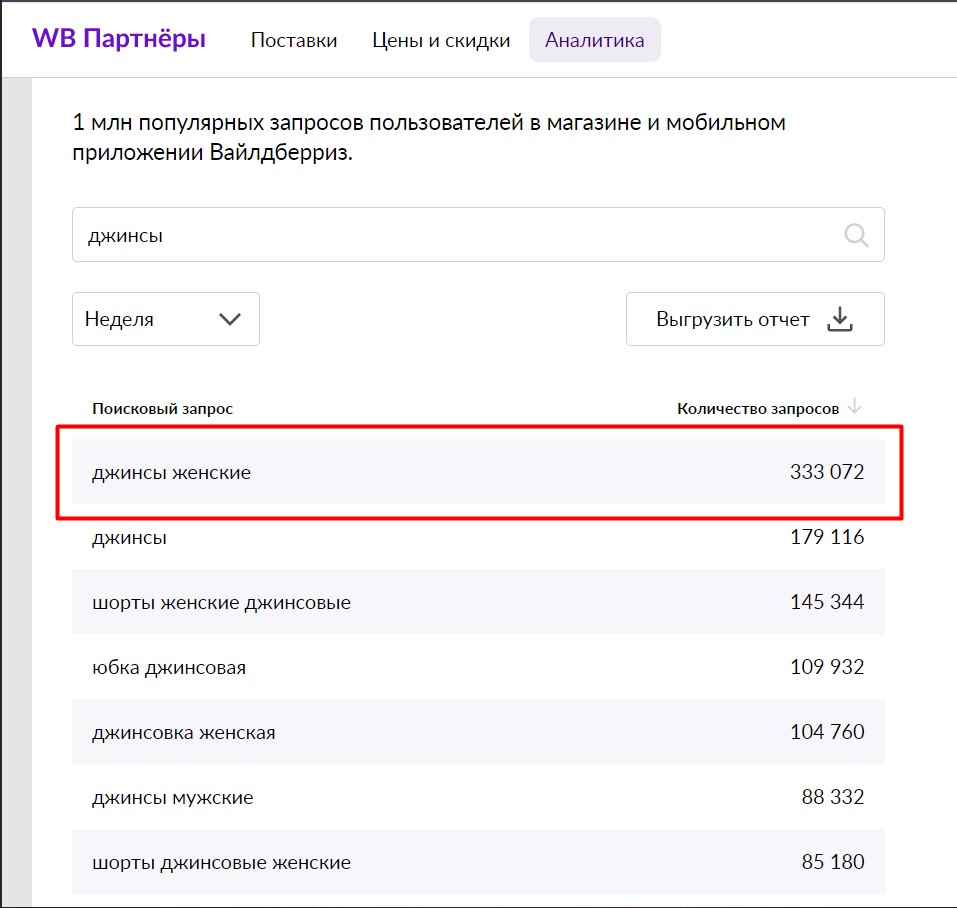 WB Партнёры Поставки Цены и скидки Аналитика
1 млн популярных запросов пользователей в магазине и мобильном
приложении Вайлдберриз.
джинсы
Неделя Выгрузить отчет
Поисковый запрос Количество запросов
джинсы женские 333 072
джинсы 179 116
шорты женские джинсовые 145 344
юбка джинсовая 109 932
джинсовка женская 104 760
джинсы мужские 88 332
шорты джинсовые женские 85 180